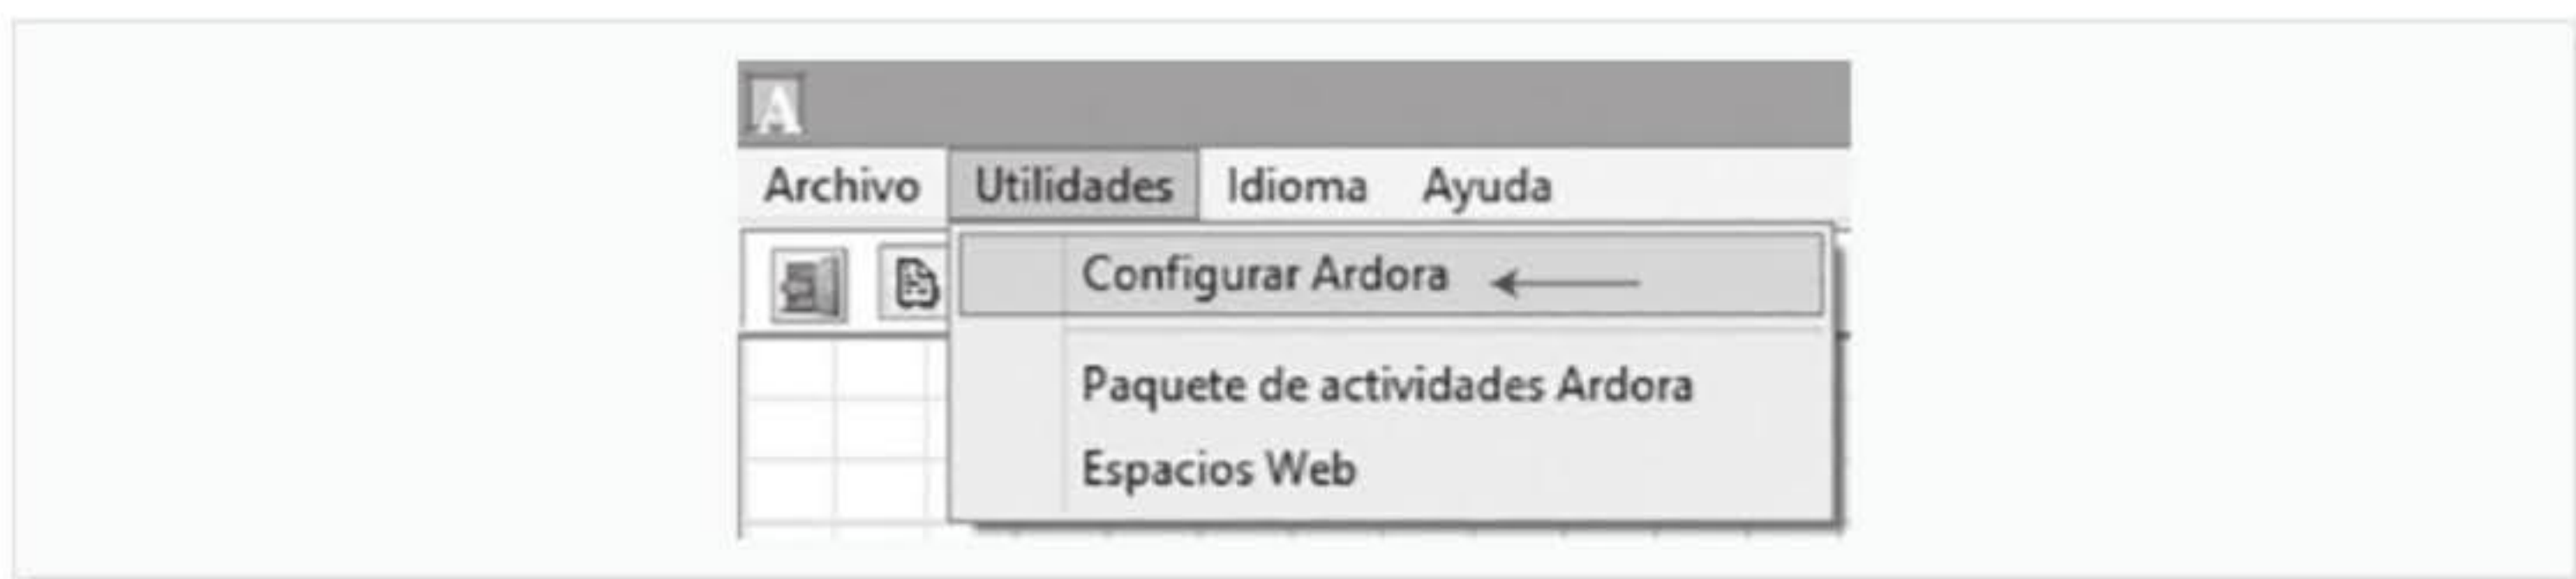 A
Archivo Utilidades Idioma Ayuda
Configurar Ardora
Paquete de actividades Ardora
Espacios Web